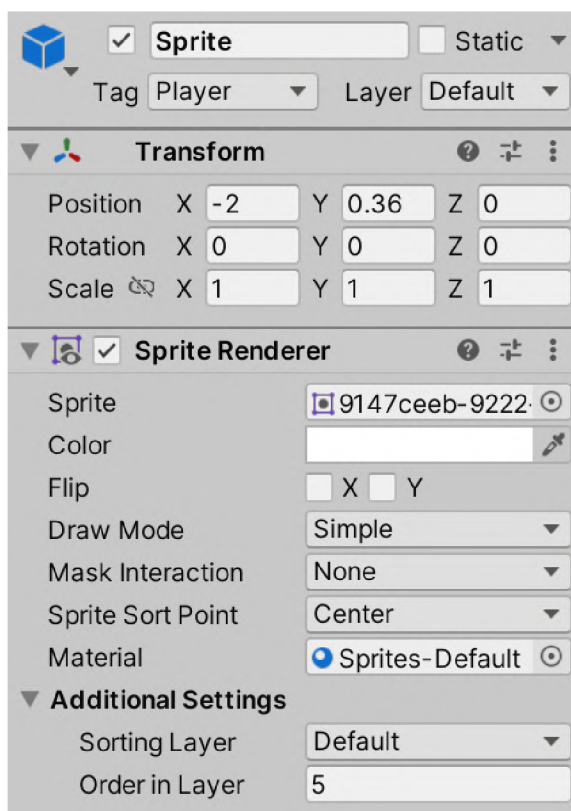 Sprite Static
Tag Player Layer Default
Transform
Position X -2 Y 0.36 Z 0
Rotation X 0 Y 0 Z 0
Scale X 1 Y 1 Z 1
Sprite Renderer
Sprite 9147ceeb-9222-
Color
Flip X Y
Draw Mode Simple
Mask Interaction None
Sprite Sort Point Center
Material Sprites-Default
Additional Settings
Sorting Layer Default
Order in Layer 5